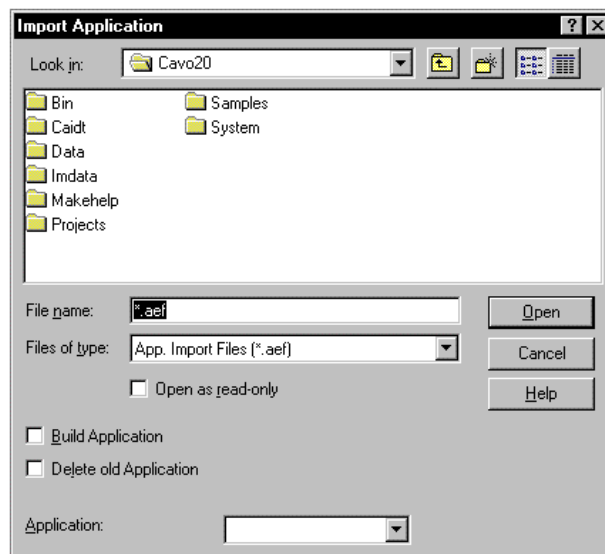 Import Application
Look in: Cavo20
Bin Samples
Caidt System
Data
Imdata
Makehelp
Projects
File name: *.aef Open
Files of type: App. Import Files (*.aef) Cancel
Open as read-only Help
Build Application
Delete old Application
Application: